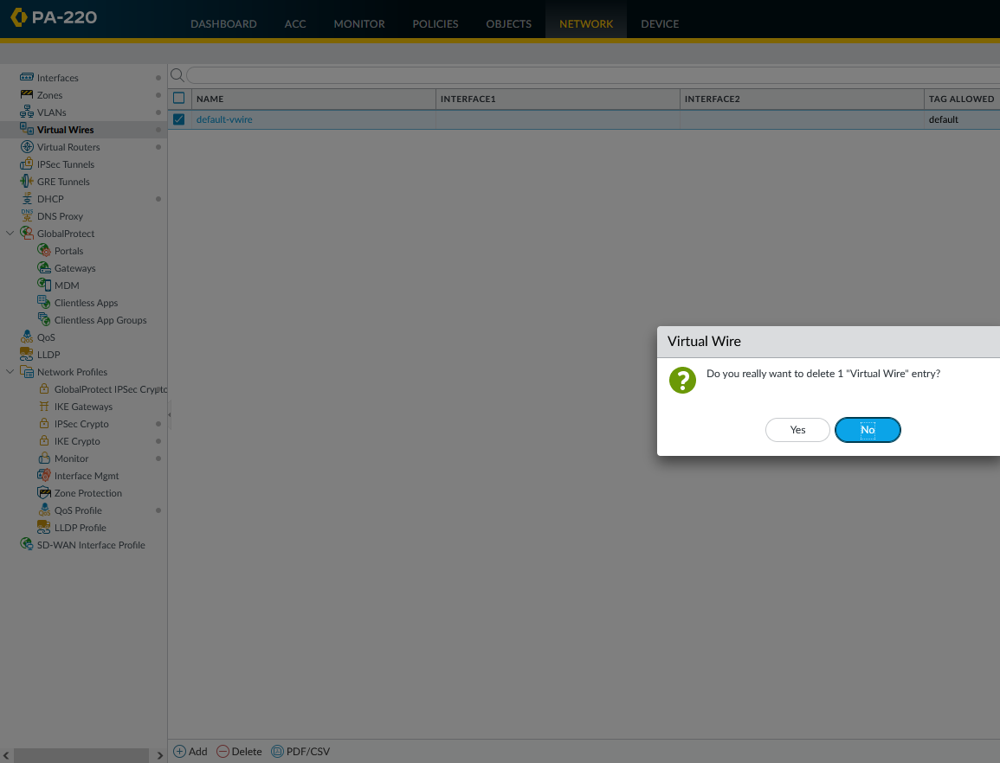 PA-220
DASHBOARD ACC MONITOR POLICIES OBJECTS NETWORK DEVICE
Interfaces
Zones
VLANs
Virtual Wires
Virtual Routers
IPSec Tunnels
GRE Tunnels
DHCP
DNS Proxy
GlobalProtect
Portals
Gateways
MDM
Clientless Apps
Clientless App Groups
QoS
LLDP
Network Profiles
GlobalProtect IPSec Crypto
IKE Gateways
IPSec Crypto
IKE Crypto
Monitor
Interface Mgmt
Zone Protection
QoS Profile
LLDP Profile
SD-WAN Interface Profile
NAME INTERFACE1 INTERFACE2 TAG ALLOWED
default-vwire default
Virtual Wire
Do you really want to delete 1 "Virtual Wire" entry?
Yes No
Add Delete PDF/CSV